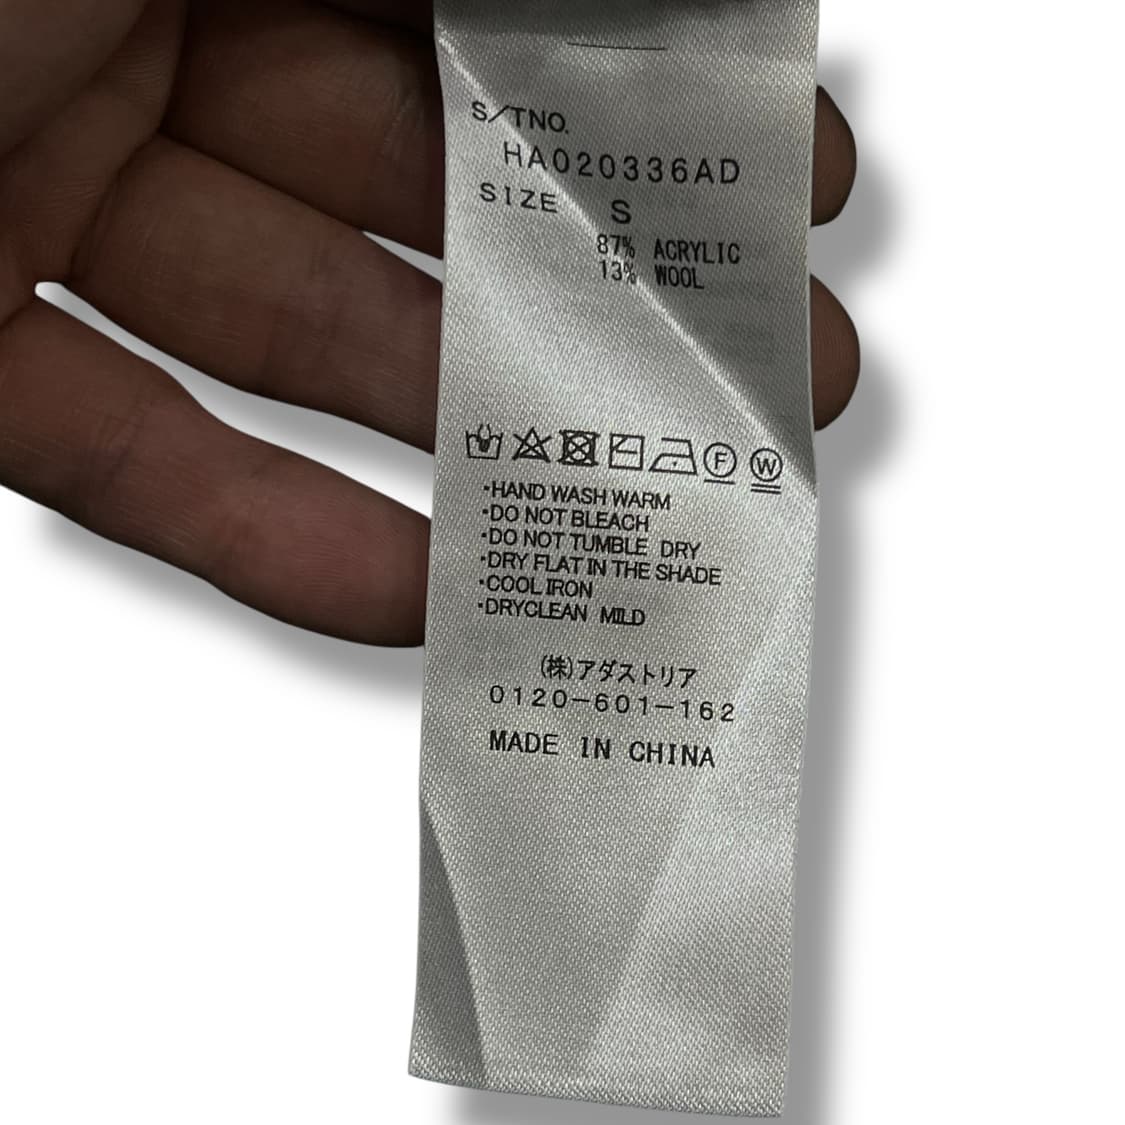 S/TNO.
HA020336AD
SIZE S
87% ACRYLIC
13% WOOL
F W
·HAND WASH WARM
·DO NOT BLEACH
·DO NOT TUMBLE DRY
·DRY FLAT IN THE SHADE
·COOL IRON
·DRYCLEAN MILD
(株)アダストリア
0120-601-162
MADE IN CHINA